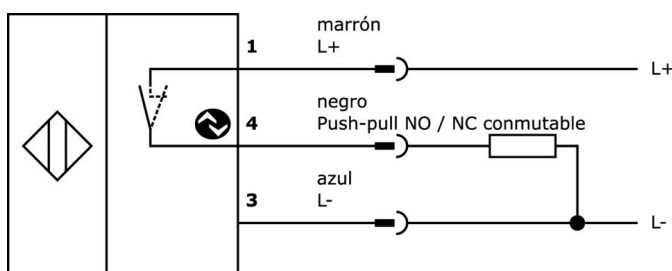 marrón
1 L+
L+
negro
4 Push-pull NO / NC conmutable
azul
3 L-
L-